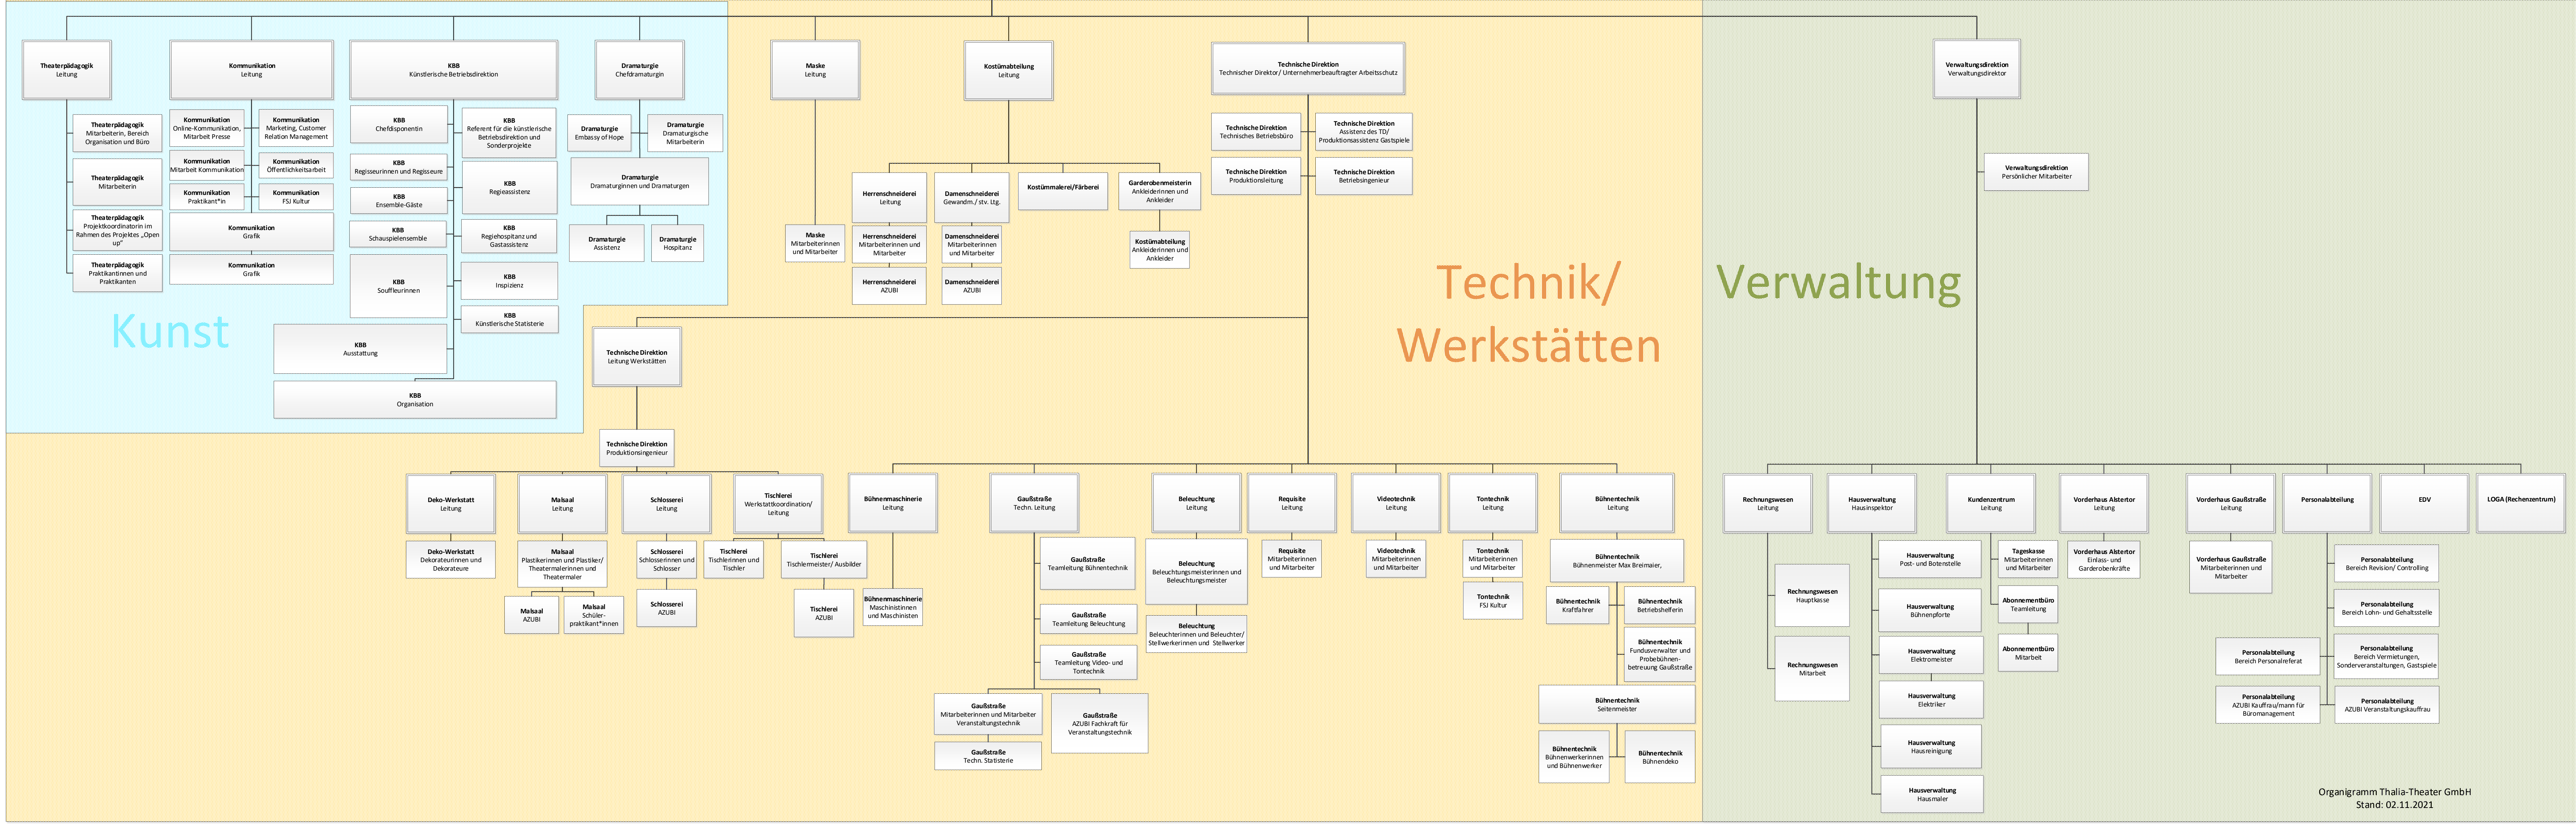 Theaterpädagogik
Leitung
Theaterpädagogik
Mitarbeiterin, Bereich
Organisation und Büro
Theaterpädagogik
Mitarbeiterin
Theaterpädagogik
Projektkoordinatorin im
Rahmen des Projektes „Open
up“
Theaterpädagogik
Praktikantinnen und
Praktikanten
Kommunikation
Leitung
Kommunikation
Online-Kommunikation,
Mitarbeit Presse
Kommunikation
Marketing, Customer
Relation Management
Kommunikation
Mitarbeit Kommunikation
Kommunikation
Öffentlichkeitsarbeit
Kommunikation
Praktikant*in
Kommunikation
FSJ Kultur
Kommunikation
Grafik
Kommunikation
Grafik
KBB
Künstlerische Betriebsdirektion
KBB
Chefdisponentin
KBB
Referent für die künstlerische
Betriebsdirektion und
Sonderprojekte
KBB
Regisseurinnen und Regisseure
KBB
Regieassistenz
KBB
Ensemble-Gäste
KBB
Schauspielensemble
KBB
Regiehospitanz und
Gastassistenz
KBB
Souffleurinnen
KBB
Inspizienz
KBB
Künstlerische Statisterie
KBB
Ausstattung
KBB
Organisation
Dramaturgie
Chefdramaturgin
Dramaturgie
Embassy of Hope
Dramaturgie
Dramaturgische
Mitarbeiterin
Dramaturgie
Dramaturginnen und Dramaturgen
Dramaturgie
Assistenz
Dramaturgie
Hospitanz
Kunst
Maske
Leitung
Maske
Mitarbeiterinnen
und Mitarbeiter
Kostümabteilung
Leitung
Herrenschneiderei
Leitung
Herrenschneiderei
Mitarbeiterinnen und
Mitarbeiter
Herrenschneiderei
AZUBI
Damenschneiderei
Gewandm./ stv. Ltg.
Damenschneiderei
Mitarbeiterinnen
und Mitarbeiter
Damenschneiderei
AZUBI
Kostümmalerei/Färberei
Garderobenmeisterin
Ankleiderinnen und
Ankleider
Kostümabteilung
Ankleiderinnen und
Ankleider
Technische Direktion
Technischer Direktor/ Unternehmerbeauftragter Arbeitsschutz
Technische Direktion
Technisches Betriebsbüro
Technische Direktion
Assistenz des TD/
Produktionsassistenz Gastspiele
Technische Direktion
Produktionsleitung
Technische Direktion
Betriebsingenieur
Technik/
Werkstätten
Technische Direktion
Leitung Werkstätten
Technische Direktion
Produktionsingenieur
Deko-Werkstatt
Leitung
Deko-Werkstatt
Dekorateurinnen und
Dekorateure
Malsaal
Leitung
Malsaal
Plastikerinnen und Plastiker/
Theatermalerinnen und
Theatermaler
Malsaal
AZUBI
Malsaal
Schüler-
praktikant*innen
Schlosserei
Leitung
Schlosserei
Schlosserinnen und
Schlosser
Schlosserei
AZUBI
Tischlerei
Werkstattkoordination/
Leitung
Tischlerei
Tischlerinnen und
Tischler
Tischlerei
Tischlermeister/ Ausbilder
Tischlerei
AZUBI
Bühnenmaschinerie
Leitung
Bühnenmaschinerie
Maschinistinnen
und Maschinisten
Gaußstraße
Techn. Leitung
Gaußstraße
Teamleitung Bühnentechnik
Gaußstraße
Teamleitung Beleuchtung
Gaußstraße
Teamleitung Video- und
Tontechnik
Gaußstraße
Mitarbeiterinnen und Mitarbeiter
Veranstaltungstechnik
Gaußstraße
AZUBI Fachkraft für
Veranstaltungstechnik
Gaußstraße
Techn. Statisterie
Beleuchtung
Leitung
Beleuchtung
Beleuchtungsmeisterinnen und
Beleuchtungsmeister
Beleuchtung
Beleuchterinnen und Beleuchter/
Stellwerkerinnen und Stellwerker
Requisite
Leitung
Requisite
Mitarbeiterinnen
und Mitarbeiter
Videotechnik
Leitung
Videotechnik
Mitarbeiterinnen
und Mitarbeiter
Tontechnik
Leitung
Tontechnik
Mitarbeiterinnen
und Mitarbeiter
Tontechnik
FSJ Kultur
Bühnentechnik
Leitung
Bühnentechnik
Bühnenmeister Max Breimaier,
Bühnentechnik
Kraftfahrer
Bühnentechnik
Betriebshelferin
Bühnentechnik
Fundusverwalter und
Probebühnen-
betreuung Gaußstraße
Bühnentechnik
Seitenmeister
Bühnentechnik
Bühnenwerkerinnen
und Bühnenwerker
Bühnentechnik
Bühnendeko
Verwaltung
Verwaltungsdirektion
Verwaltungsdirektor
Verwaltungsdirektion
Persönlicher Mitarbeiter
Rechnungswesen
Leitung
Rechnungswesen
Hauptkasse
Rechnungswesen
Mitarbeit
Hausverwaltung
Hausinspektor
Hausverwaltung
Post- und Botenstelle
Hausverwaltung
Bühnenpforte
Hausverwaltung
Elektromeister
Hausverwaltung
Elektriker
Hausverwaltung
Hausreinigung
Hausverwaltung
Hausmaler
Kundenzentrum
Leitung
Tageskasse
Mitarbeiterinnen
und Mitarbeiter
Abonnementbüro
Teamleitung
Abonnementbüro
Mitarbeit
Vorderhaus Alstertor
Leitung
Vorderhaus Alstertor
Einlass- und
Garderobenkräfte
Vorderhaus Gaußstraße
Leitung
Vorderhaus Gaußstraße
Mitarbeiterinnen und
Mitarbeiter
Personalabteilung
Leitung
Personalabteilung
Bereich Revision/ Controlling
Personalabteilung
Bereich Lohn- und Gehaltsstelle
Personalabteilung
Bereich Personalreferat
Personalabteilung
Bereich Vermietungen,
Sonderveranstaltungen, Gastspiele
Personalabteilung
AZUBI Kauffrau/mann für
Büromanagement
Personalabteilung
AZUBI Veranstaltungskauffrau
EDV
Leitung
LOGA (Rechenzentrum)
Organigramm Thalia-Theater GmbH
Stand: 02.11.2021